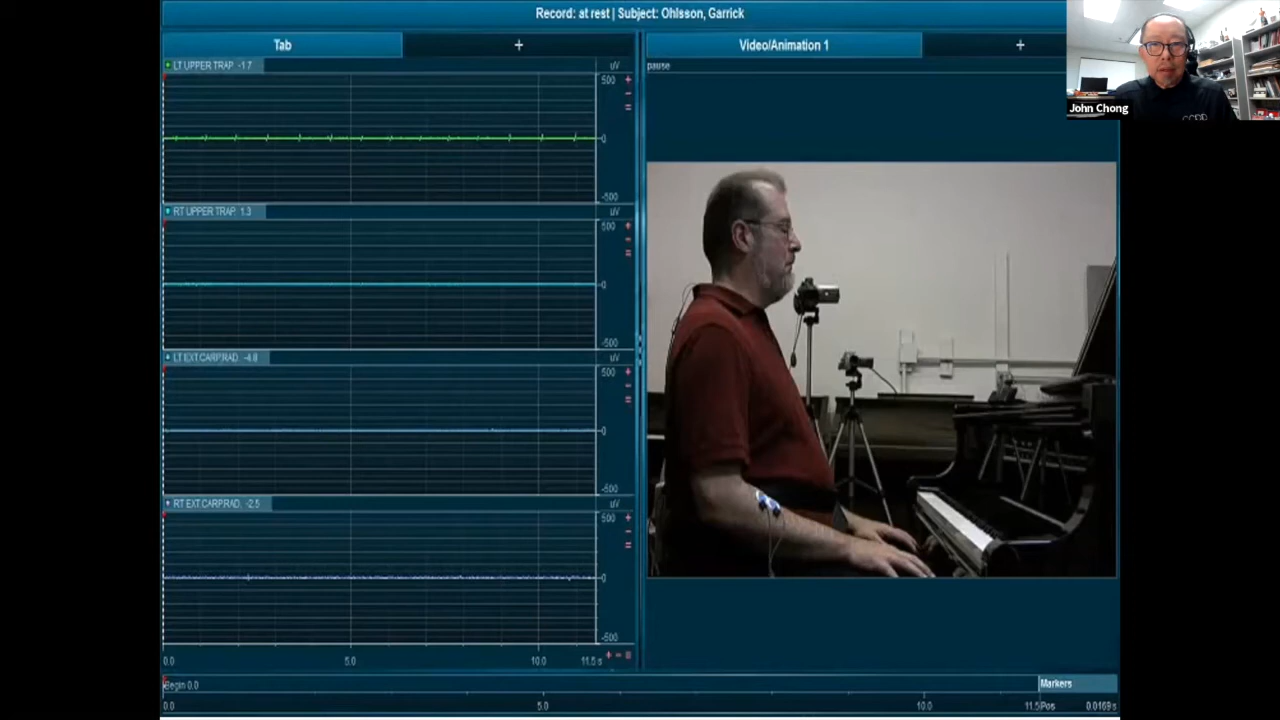 Record: at rest | Subject: Ohlsson, Garrick
Tab
+
Video/Animation 1
+
pause
John Chong
LT UPPER TRAP. -1.7
uV
500
0
-500
RT UPPER TRAP. 1.3
uV
500
0
-500
LT EXT.CARP.RAD. -4.8
uV
500
0
-500
RT EXT.CARP.RAD. -2.5
uV
500
0
-500
0.0 5.0 10.0 11.5 s
Begin 0.0
Markers
0.0 5.0 10.0 11.5 Pos 0.0169 s